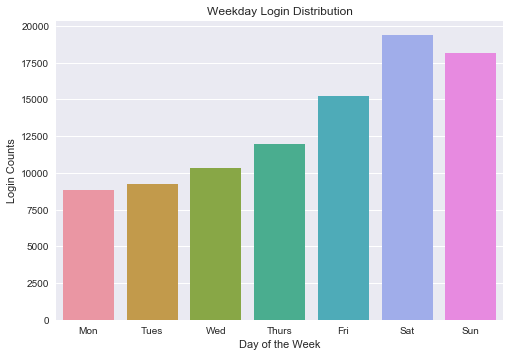 Weekday Login Distribution
20000
17500
15000
12500
10000
7500
5000
2500
0
Login Counts
Mon Tues Wed Thurs Fri Sat Sun
Day of the Week